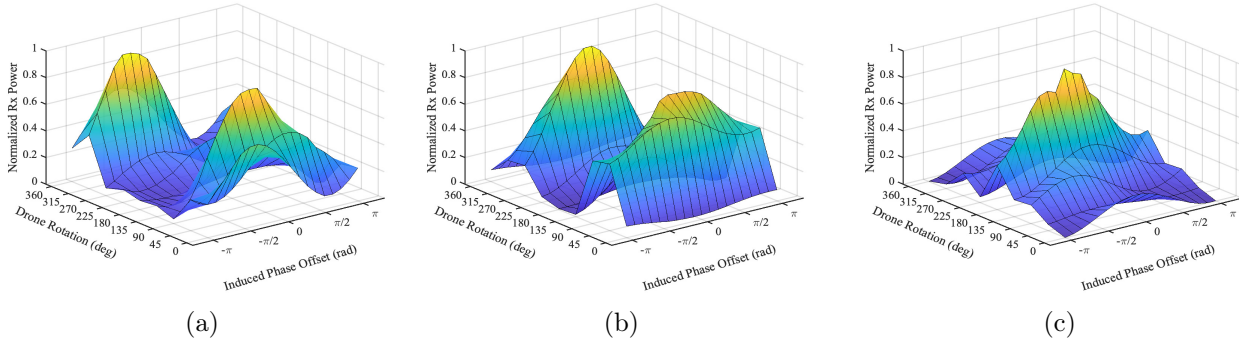 1
0.8
0.6
0.4
0.2
0
Normalized Rx Power
360
315
270
225
180
135
90
45
0
Drone Rotation (deg)
-π
-π/2
0
π/2
π
Induced Phase Offset (rad)
(a)
1
0.8
0.6
0.4
0.2
0
Normalized Rx Power
360
315
270
225
180
135
90
45
0
Drone Rotation (deg)
-π
-π/2
0
π/2
π
Induced Phase Offset (rad)
(b)
1
0.8
0.6
0.4
0.2
0
Normalized Rx Power
360
315
270
225
180
135
90
45
0
Drone Rotation (deg)
-π
-π/2
0
π/2
π
Induced Phase Offset (rad)
(c)